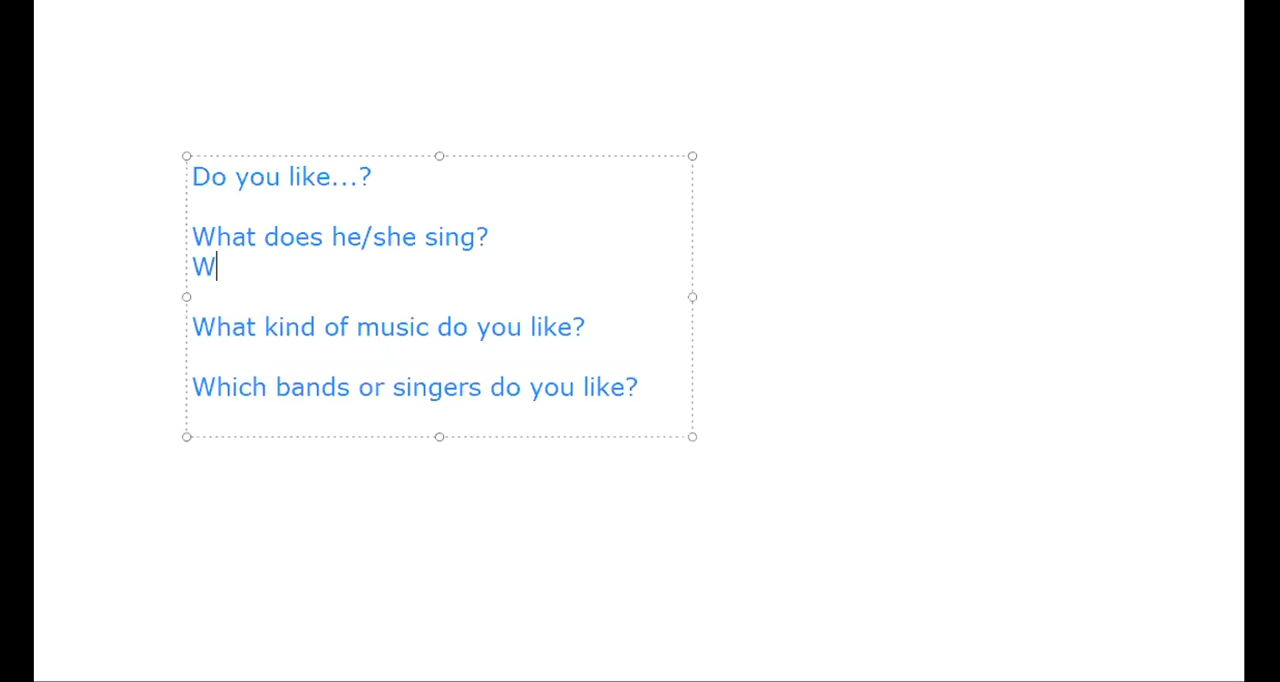 Do you like...?
What does he/she sing?
W
What kind of music do you like?
Which bands or singers do you like?